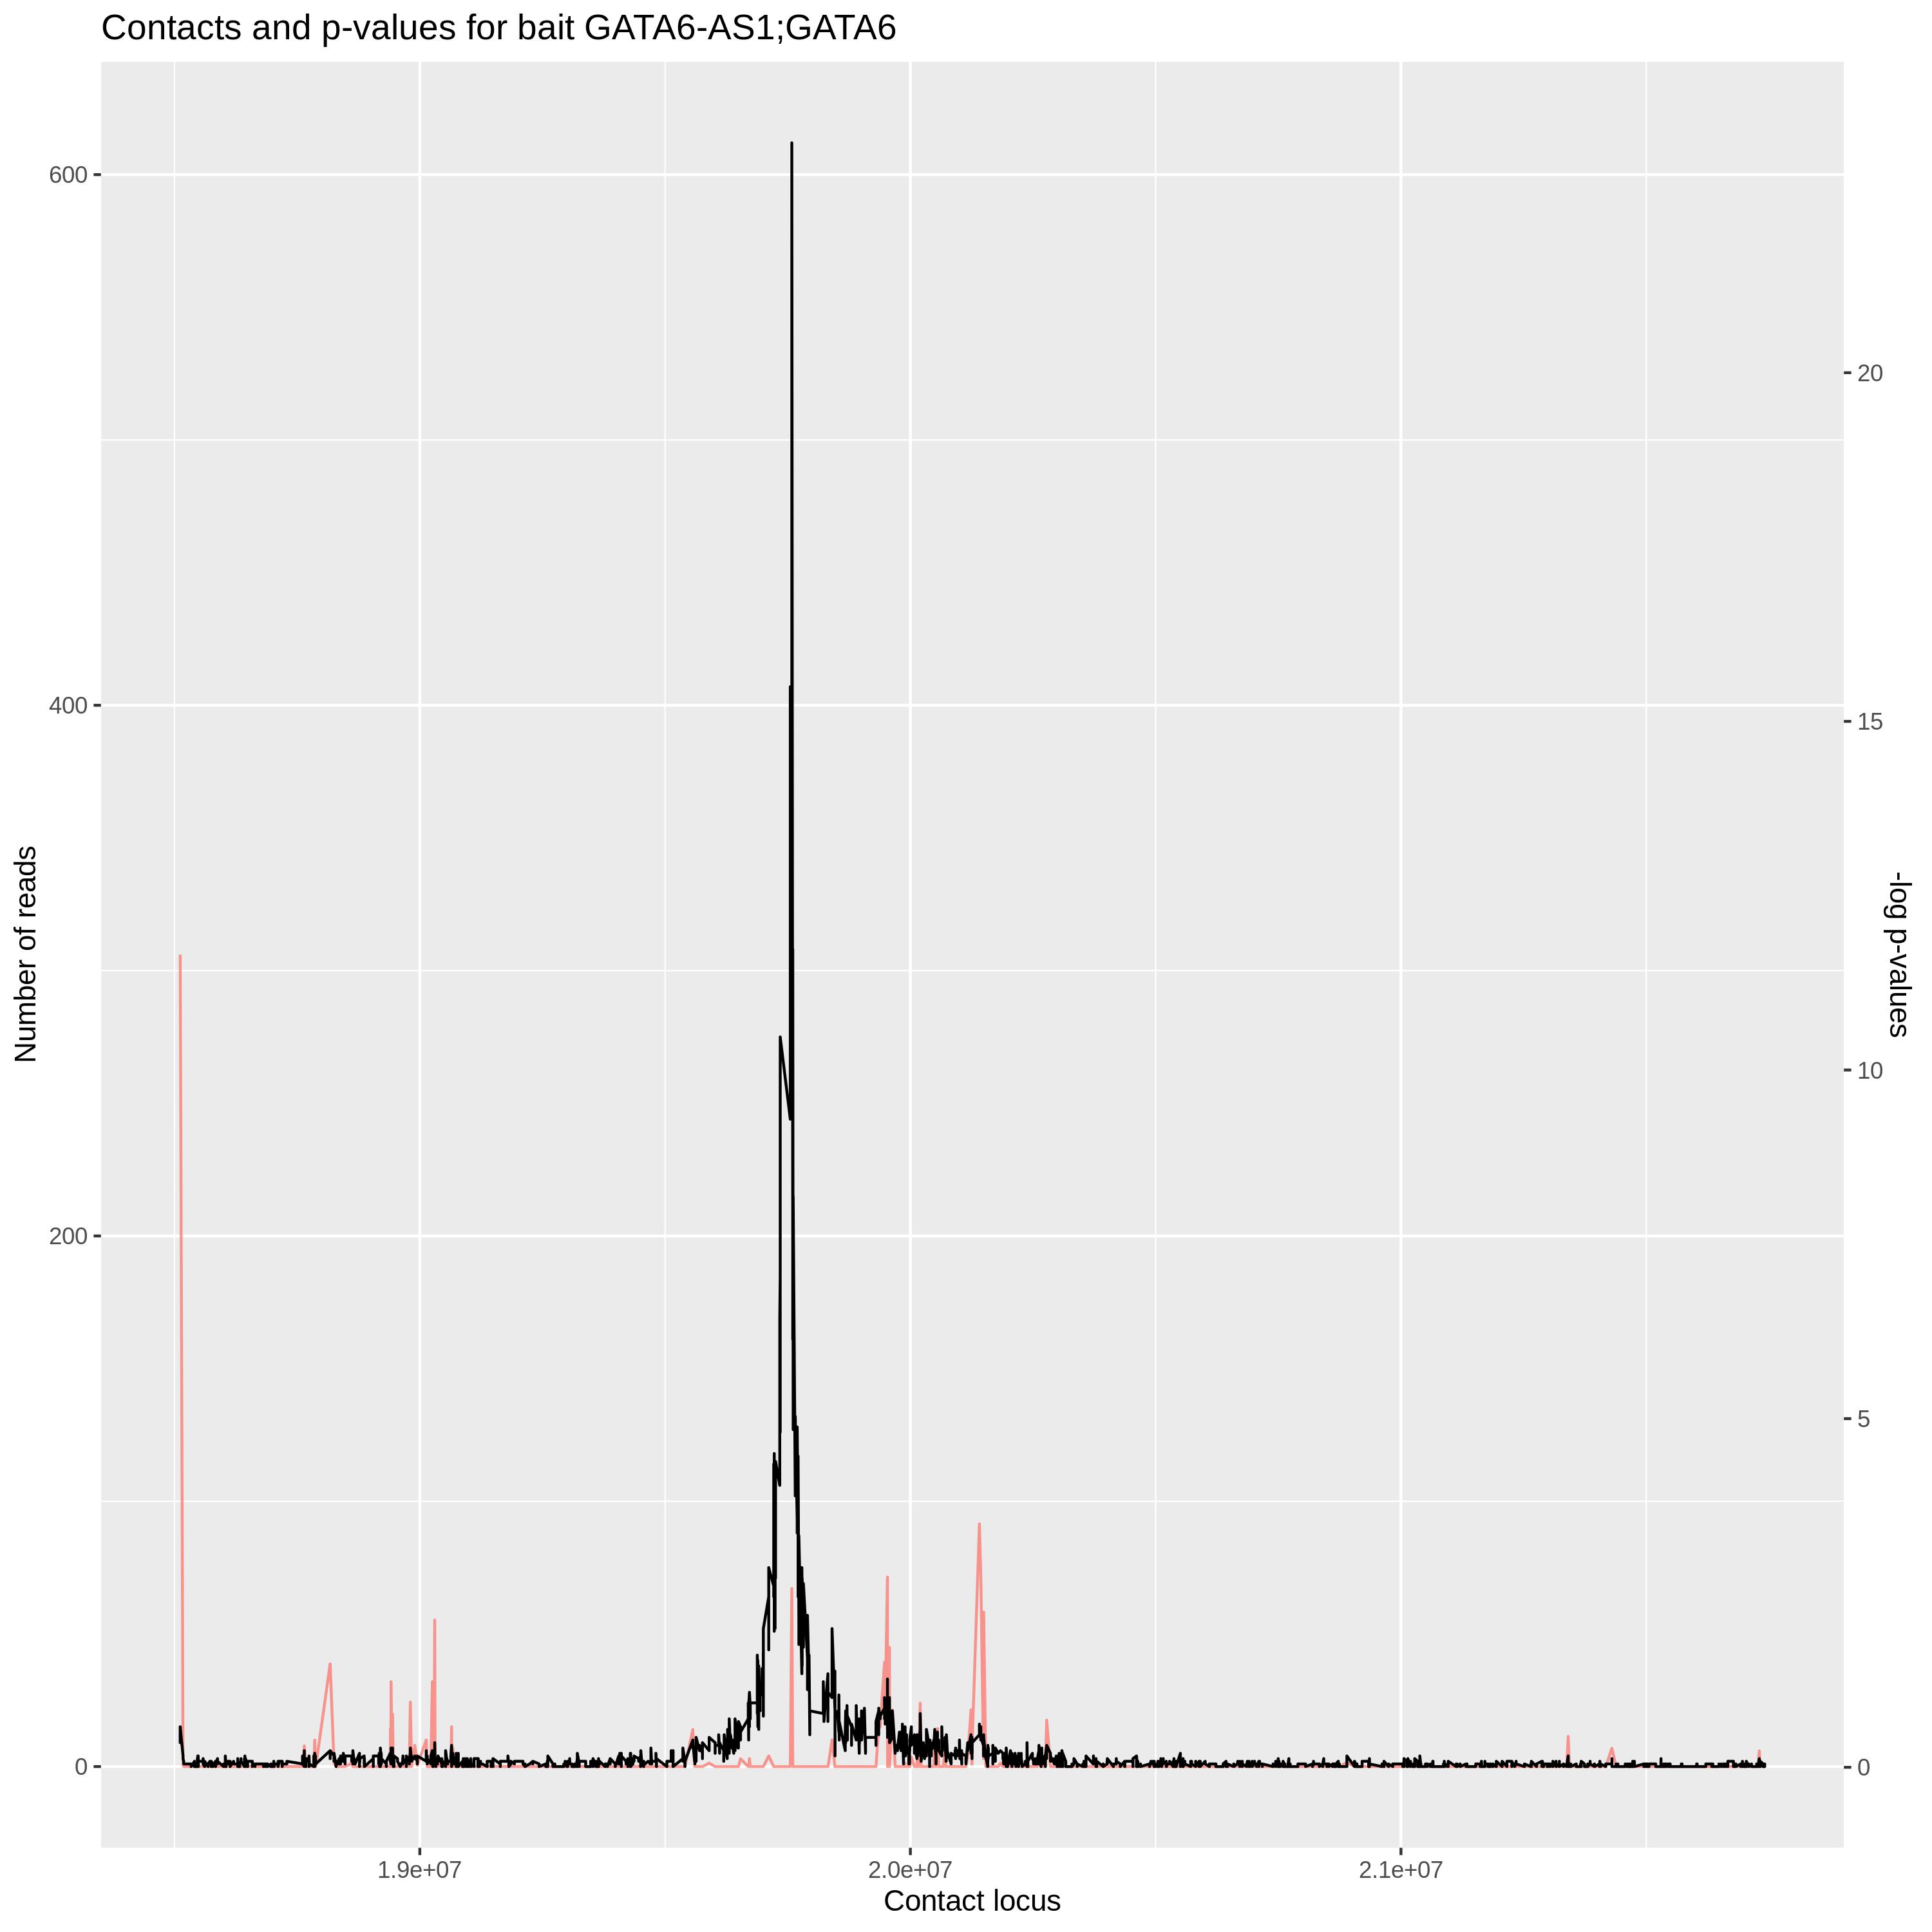 Contacts and p-values for bait GATA6-AS1;GATA6
600
400
200
0
Number of reads
20
15
10
5
0
-log p-values
1.9e+07
2.0e+07
2.1e+07
Contact locus